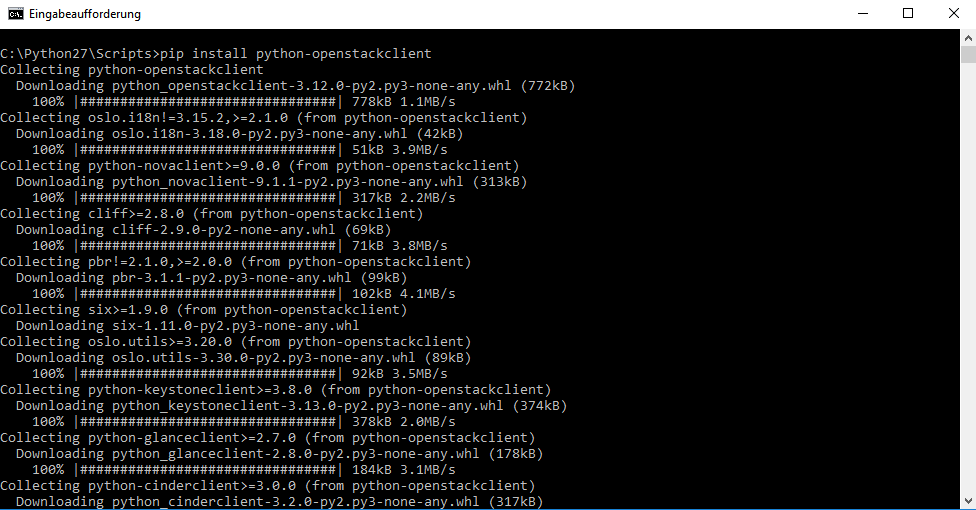 Eingabeaufforderung
C:\Python27\Scripts>pip install python-openstackclient
Collecting python-openstackclient
  Downloading python_openstackclient-3.12.0-py2.py3-none-any.whl (772kB)
    100% |################################| 778kB 1.1MB/s
Collecting oslo.i18n!=3.15.2,>=2.1.0 (from python-openstackclient)
  Downloading oslo.i18n-3.18.0-py2.py3-none-any.whl (42kB)
    100% |################################| 51kB 3.9MB/s
Collecting python-novaclient>=9.0.0 (from python-openstackclient)
  Downloading python_novaclient-9.1.1-py2.py3-none-any.whl (313kB)
    100% |################################| 317kB 2.2MB/s
Collecting cliff>=2.8.0 (from python-openstackclient)
  Downloading cliff-2.9.0-py2-none-any.whl (69kB)
    100% |################################| 71kB 3.8MB/s
Collecting pbr!=2.1.0,>=2.0.0 (from python-openstackclient)
  Downloading pbr-3.1.1-py2.py3-none-any.whl (99kB)
    100% |################################| 102kB 4.1MB/s
Collecting six>=1.9.0 (from python-openstackclient)
  Downloading six-1.11.0-py2.py3-none-any.whl
Collecting oslo.utils>=3.20.0 (from python-openstackclient)
  Downloading oslo.utils-3.30.0-py2.py3-none-any.whl (89kB)
    100% |################################| 92kB 3.5MB/s
Collecting python-keystoneclient>=3.8.0 (from python-openstackclient)
  Downloading python_keystoneclient-3.13.0-py2.py3-none-any.whl (374kB)
    100% |################################| 378kB 2.0MB/s
Collecting python-glanceclient>=2.7.0 (from python-openstackclient)
  Downloading python_glanceclient-2.8.0-py2.py3-none-any.whl (178kB)
    100% |################################| 184kB 3.1MB/s
Collecting python-cinderclient>=3.0.0 (from python-openstackclient)
  Downloading python_cinderclient-3.2.0-py2.py3-none-any.whl (317kB)